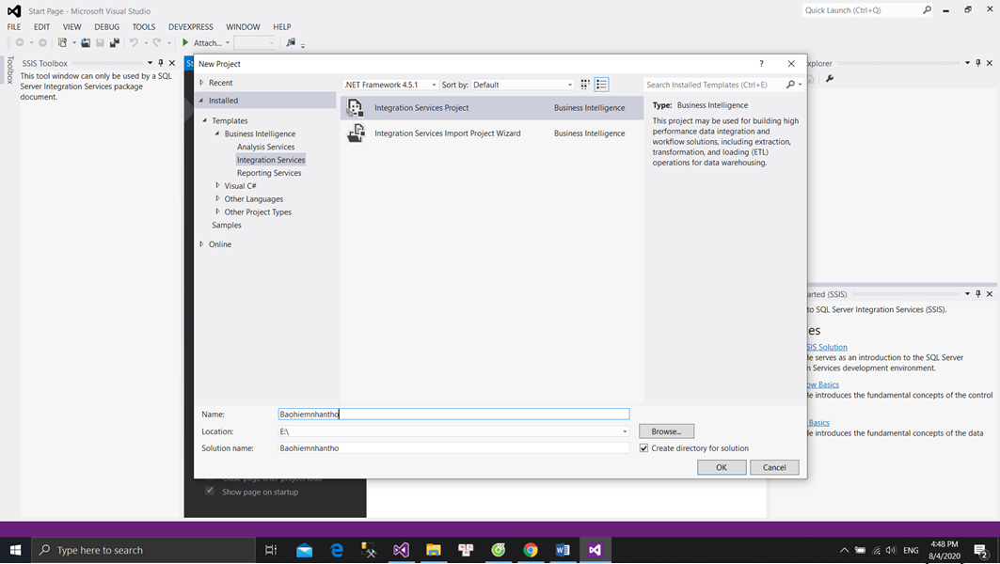 Start Page - Microsoft Visual Studio
Quick Launch (Ctrl+Q)
FILE EDIT VIEW DEBUG TOOLS DEVEXPRESS WINDOW HELP
Attach...
Toolbox
SSIS Toolbox
This tool window can only be used by a SQL
Server Integration Services package
document.
St
New Project
?
Recent
Installed
Templates
Business Intelligence
Analysis Services
Integration Services
Reporting Services
Visual C#
Other Languages
Other Project Types
Samples
Online
.NET Framework 4.5.1 Sort by: Default
Integration Services Project Business Intelligence
Integration Services Import Project Wizard Business Intelligence
Search Installed Templates (Ctrl+E)
Type: Business Intelligence
This project may be used for building high
performance data integration and
workflow solutions, including extraction,
transformation, and loading (ETL)
operations for data warehousing.
Name: Baohiemnhantho
Location: E:\ Browse...
Solution name: Baohiemnhantho Create directory for solution
OK Cancel
xplorer
arted (SSIS)
to SQL Server Integration Services (SSIS).
es
SIS Solution
le serves as an introduction to the SQL Server
n Services development environment.
ow Basics
le introduces the fundamental concepts of the control
Basics
le introduces the fundamental concepts of the data
Close page after project load
Show page on startup
Type here to search
ENG
4:48 PM
8/4/2020
2